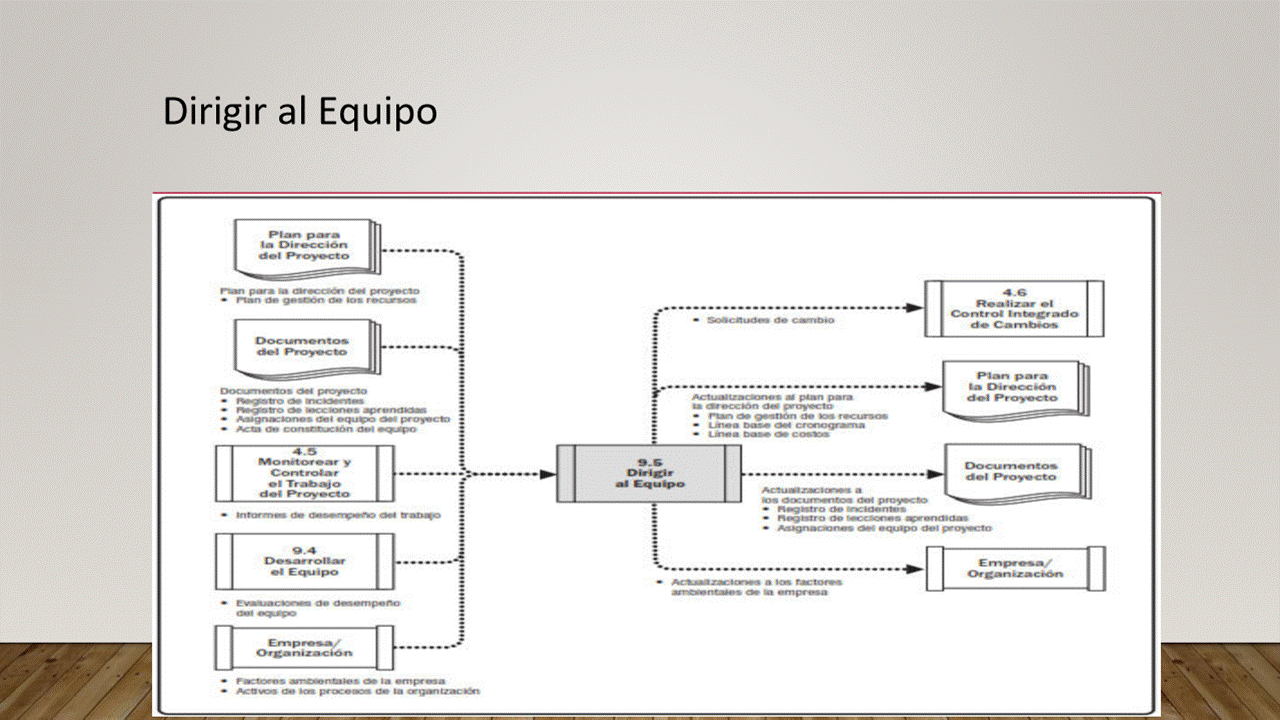 Dirigir al Equipo
Plan para
la Dirección
del Proyecto
Plan para la dirección del proyecto
• Plan de gestión de los recursos
Documentos
del Proyecto
Documentos del proyecto
• Registro de incidentes
• Registro de lecciones aprendidas
• Asignaciones del equipo del proyecto
• Acta de constitución del equipo
4.5
Monitorear y
Controlar
el Trabajo
del Proyecto
• Informes de desempeño del trabajo
9.4
Desarrollar
el Equipo
• Evaluaciones de desempeño
del equipo
Empresa/
Organización
• Factores ambientales de la empresa
• Activos de los procesos de la organización
9.5
Dirigir
al Equipo
• Solicitudes de cambio
4.6
Realizar el
Control Integrado
de Cambios
Actualizaciones al plan para
la dirección del proyecto
• Plan de gestión de los recursos
• Línea base del cronograma
• Línea base de costos
Plan para
la Dirección
del Proyecto
Actualizaciones a
los documentos del proyecto
• Registro de incidentes
• Registro de lecciones aprendidas
• Asignaciones del equipo del proyecto
Documentos
del Proyecto
• Actualizaciones a los factores
ambientales de la empresa
Empresa/
Organización